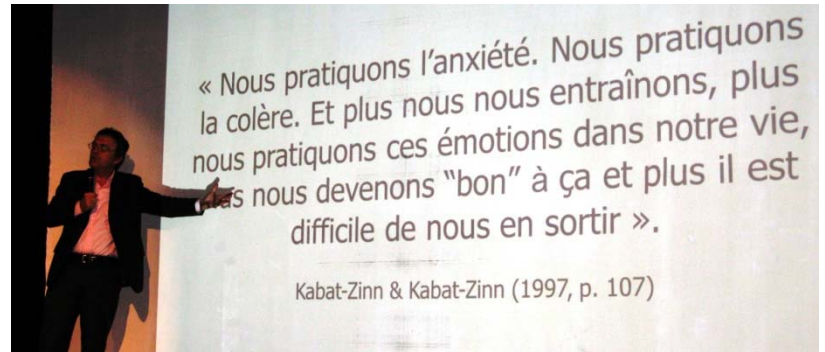 « Nous pratiquons l'anxiété. Nous pratiquons
la colère. Et plus nous nous entraînons, plus
nous pratiquons ces émotions dans notre vie,
nous devenons "bon" à ça et plus il est
difficile de nous en sortir ».
Kabat-Zinn & Kabat-Zinn (1997, p. 107)